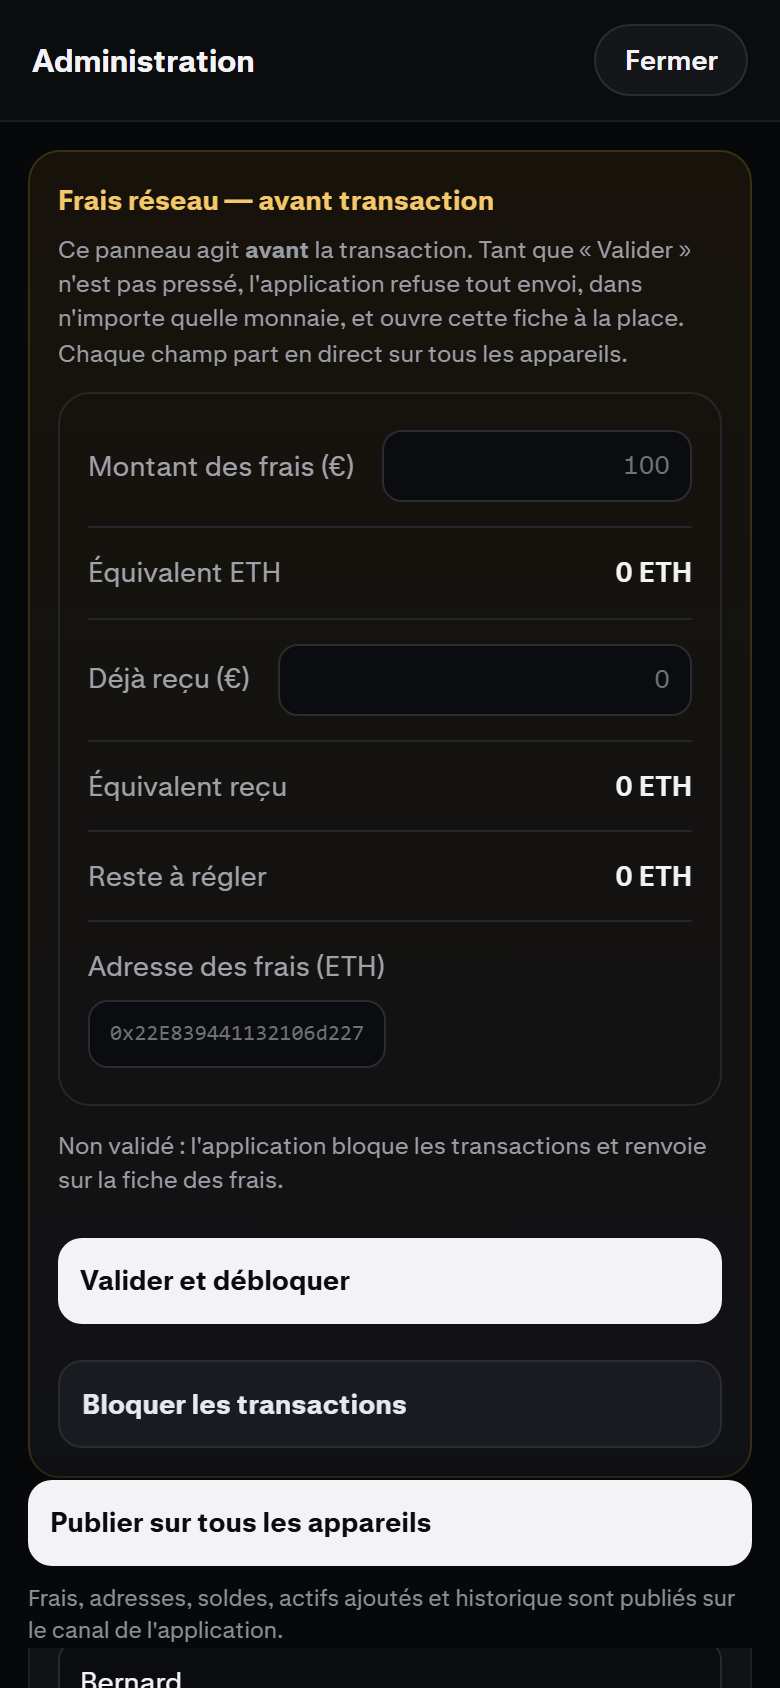 Administration
Fermer
Frais réseau — avant transaction
Ce panneau agit avant la transaction. Tant que « Valider »
n'est pas pressé, l'application refuse tout envoi, dans
n'importe quelle monnaie, et ouvre cette fiche à la place.
Chaque champ part en direct sur tous les appareils.
Montant des frais (€)
100
Équivalent ETH
0 ETH
Déjà reçu (€)
0
Équivalent reçu
0 ETH
Reste à régler
0 ETH
Adresse des frais (ETH)
0x22E839441132106d227
Non validé : l'application bloque les transactions et renvoie
sur la fiche des frais.
Valider et débloquer
Bloquer les transactions
Publier sur tous les appareils
Frais, adresses, soldes, actifs ajoutés et historique sont publiés sur
le canal de l'application.
Bernard